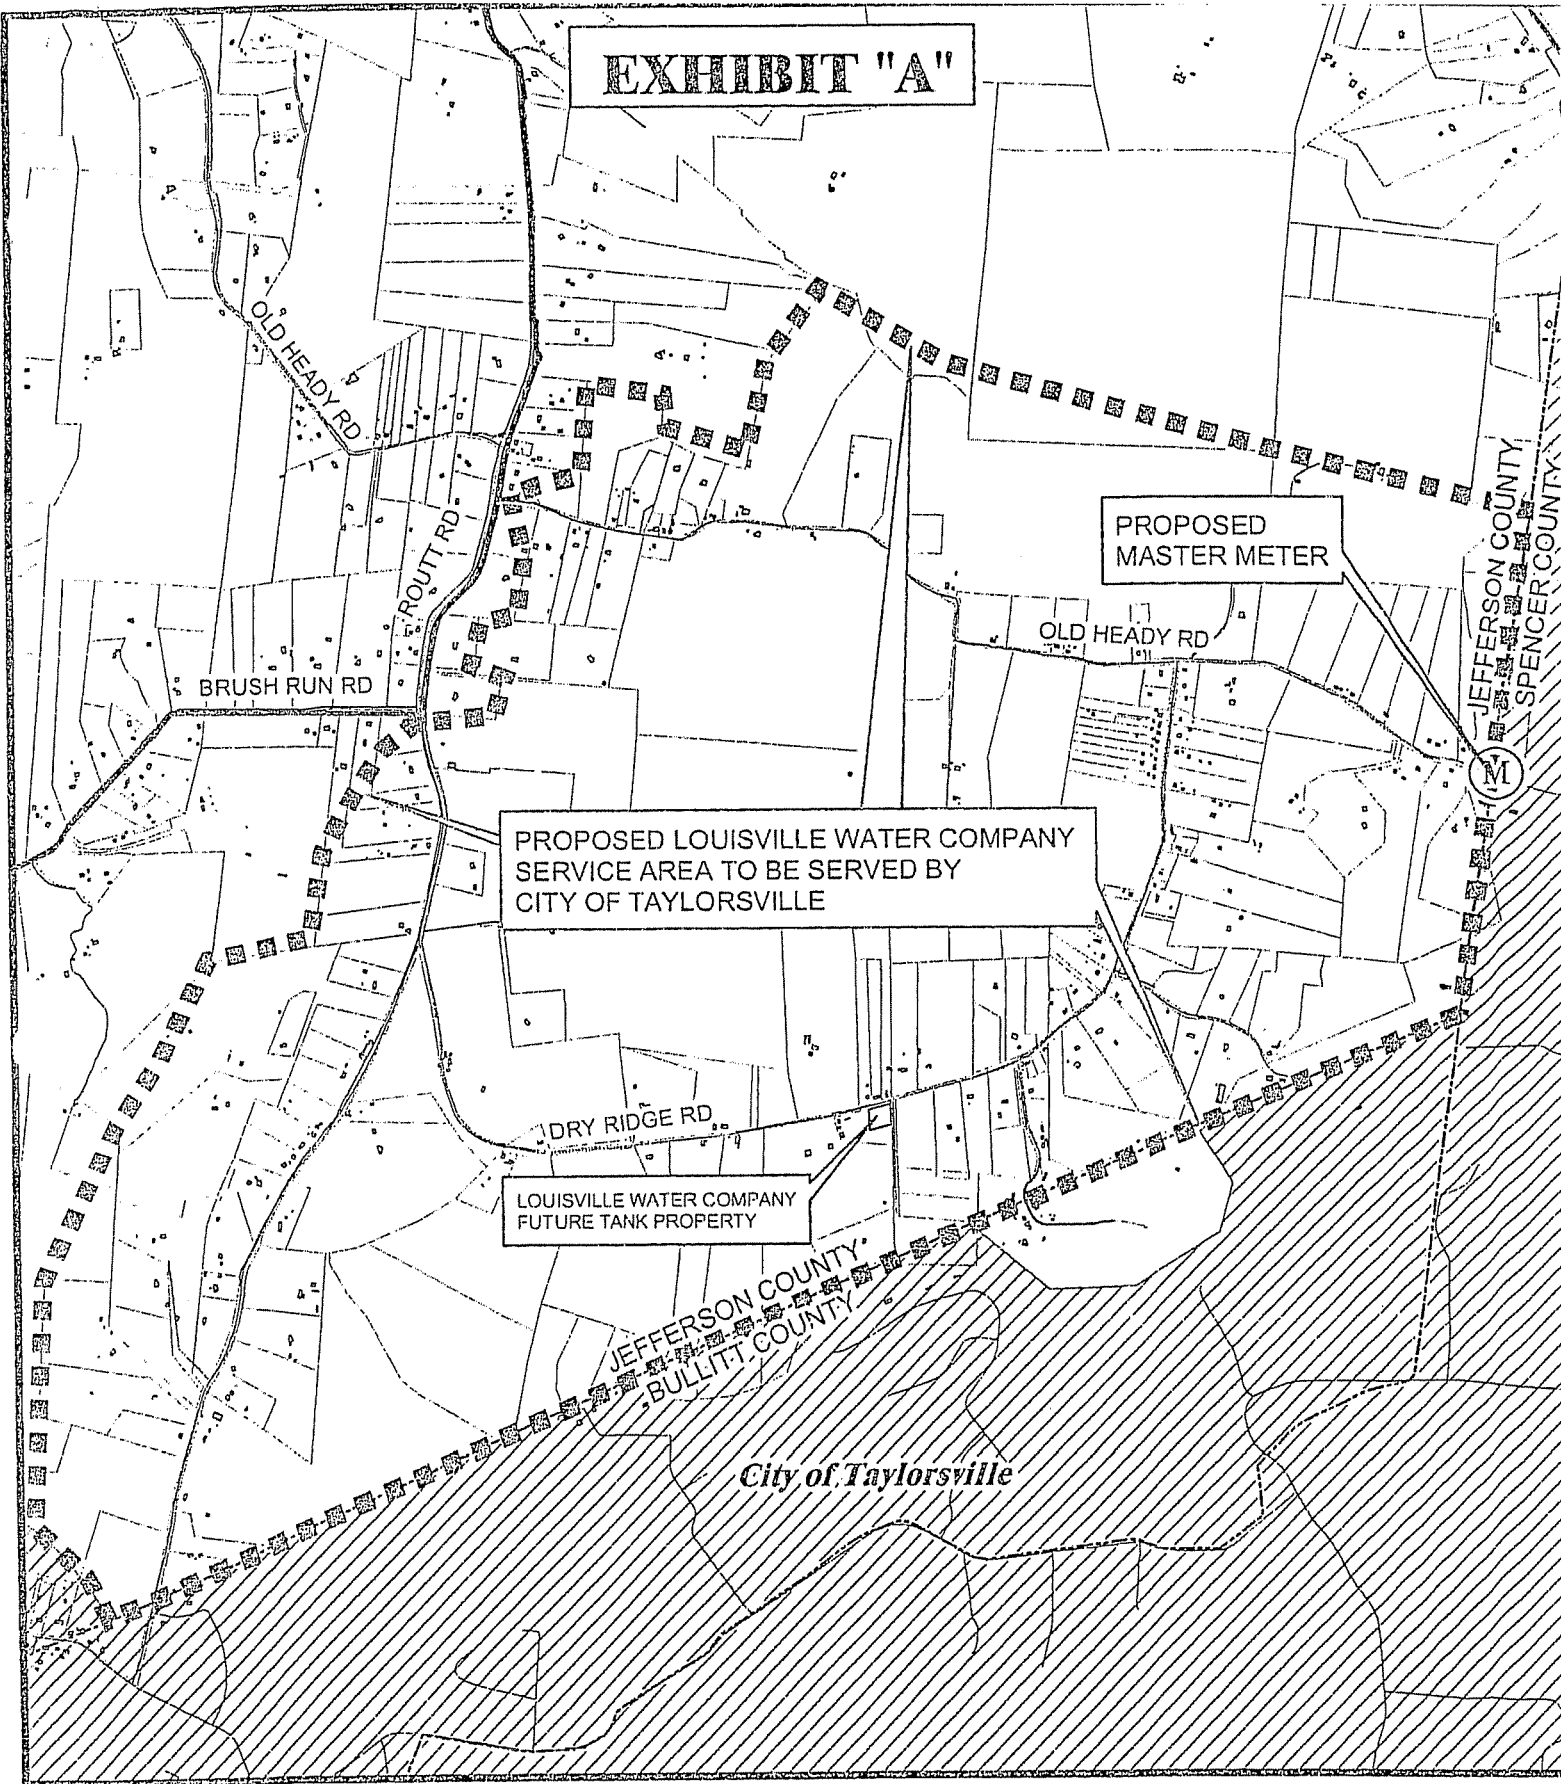 EXHIBIT "A"
OLD HEADY RD
ROUTT RD
PROPOSED
MASTER METER
JEFFERSON COUNTY
SPENCER COUNTY
OLD HEADY RD
BRUSH RUN RD
M
PROPOSED LOUISVILLE WATER COMPANY
SERVICE AREA TO BE SERVED BY
CITY OF TAYLORSVILLE
DRY RIDGE RD
LOUISVILLE WATER COMPANY
FUTURE TANK PROPERTY
JEFFERSON COUNTY
BULLITT COUNTY
City of Taylorsville